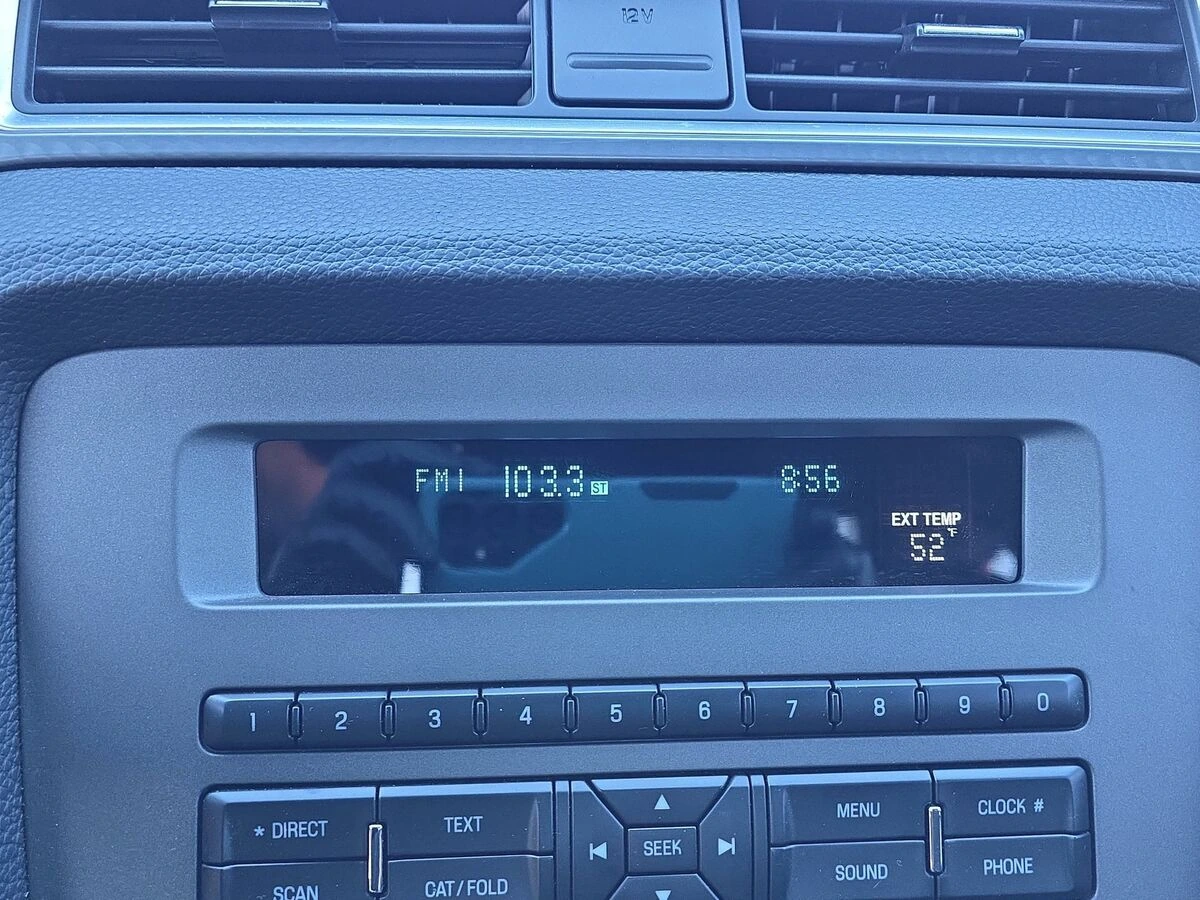 12V
FM1 103.3 ST 8:56
EXT TEMP
52 °F
1 2 3 4 5 6 7 8 9 0
* DIRECT TEXT MENU CLOCK #
SCAN CAT/FOLD SEEK SOUND PHONE